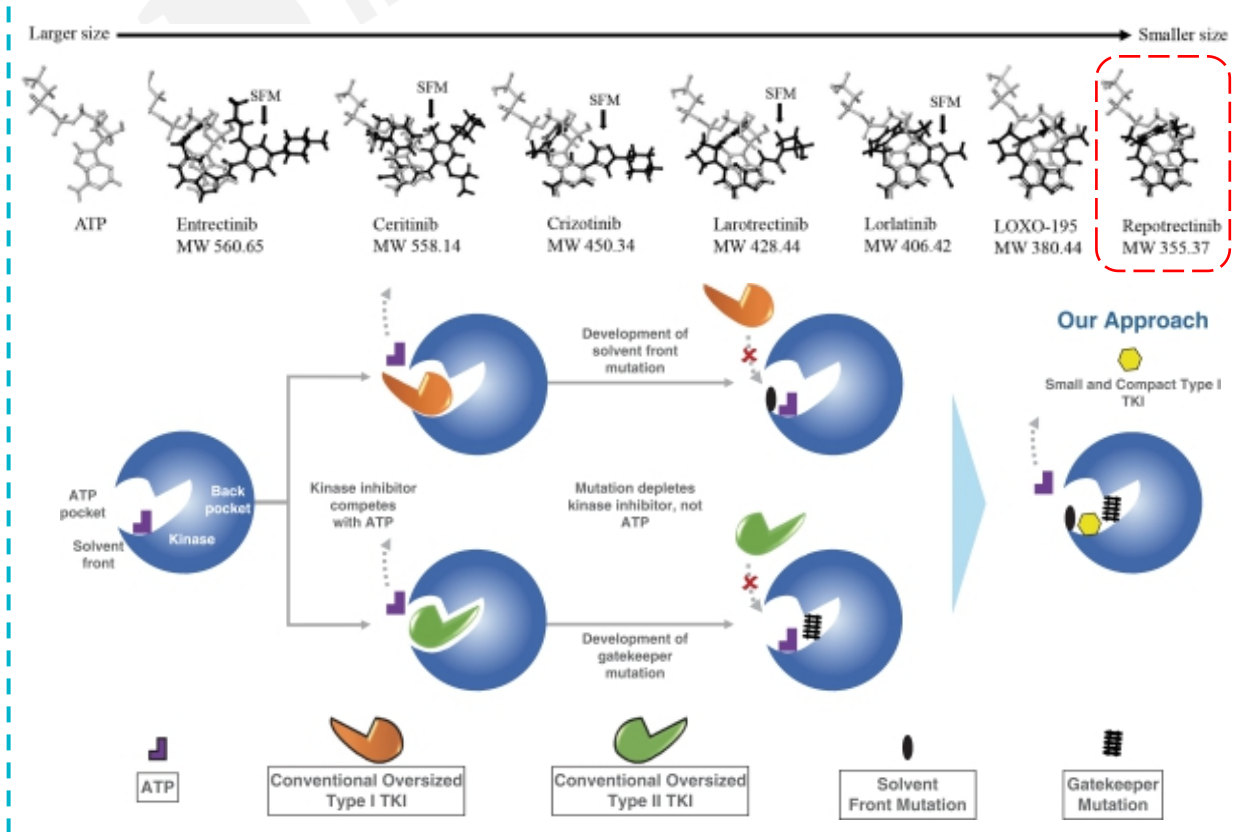 Larger size
Smaller size
SFM
SFM
SFM
SFM
SFM
ATP
Entrectinib
MW 560.65
Ceritinib
MW 558.14
Crizotinib
MW 450.34
Larotrectinib
MW 428.44
Lorlatinib
MW 406.42
LOXO-195
MW 380.44
Repotrectinib
MW 355.37
Development of
solvent front
mutation
Our Approach
Small and Compact Type I
TKI
ATP
pocket
Back
pocket
Solvent
front
Kinase
Kinase inhibitor
competes
with ATP
Mutation depletes
kinase inhibitor, not
ATP
Development of
gatekeeper
mutation
ATP
Conventional Oversized
Type I TKI
Conventional Oversized
Type II TKI
Solvent
Front Mutation
Gatekeeper
Mutation